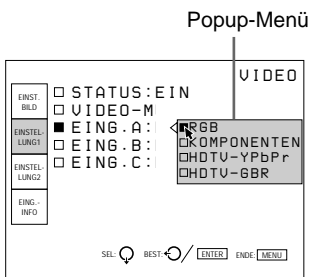 Popup-Menü
VIDEO
EINST.
BILD
EINSTEL-
LUNG1
EINSTEL-
LUNG2
EING.-
INFO
STATUS:EIN
VIDEO-M
EING.A:
EING.B:
EING.C:
RGB
KOMPONENTEN
HDTV-YPbPr
HDTV-GBR
SEL: BEST: / ENTER ENDE: MENU